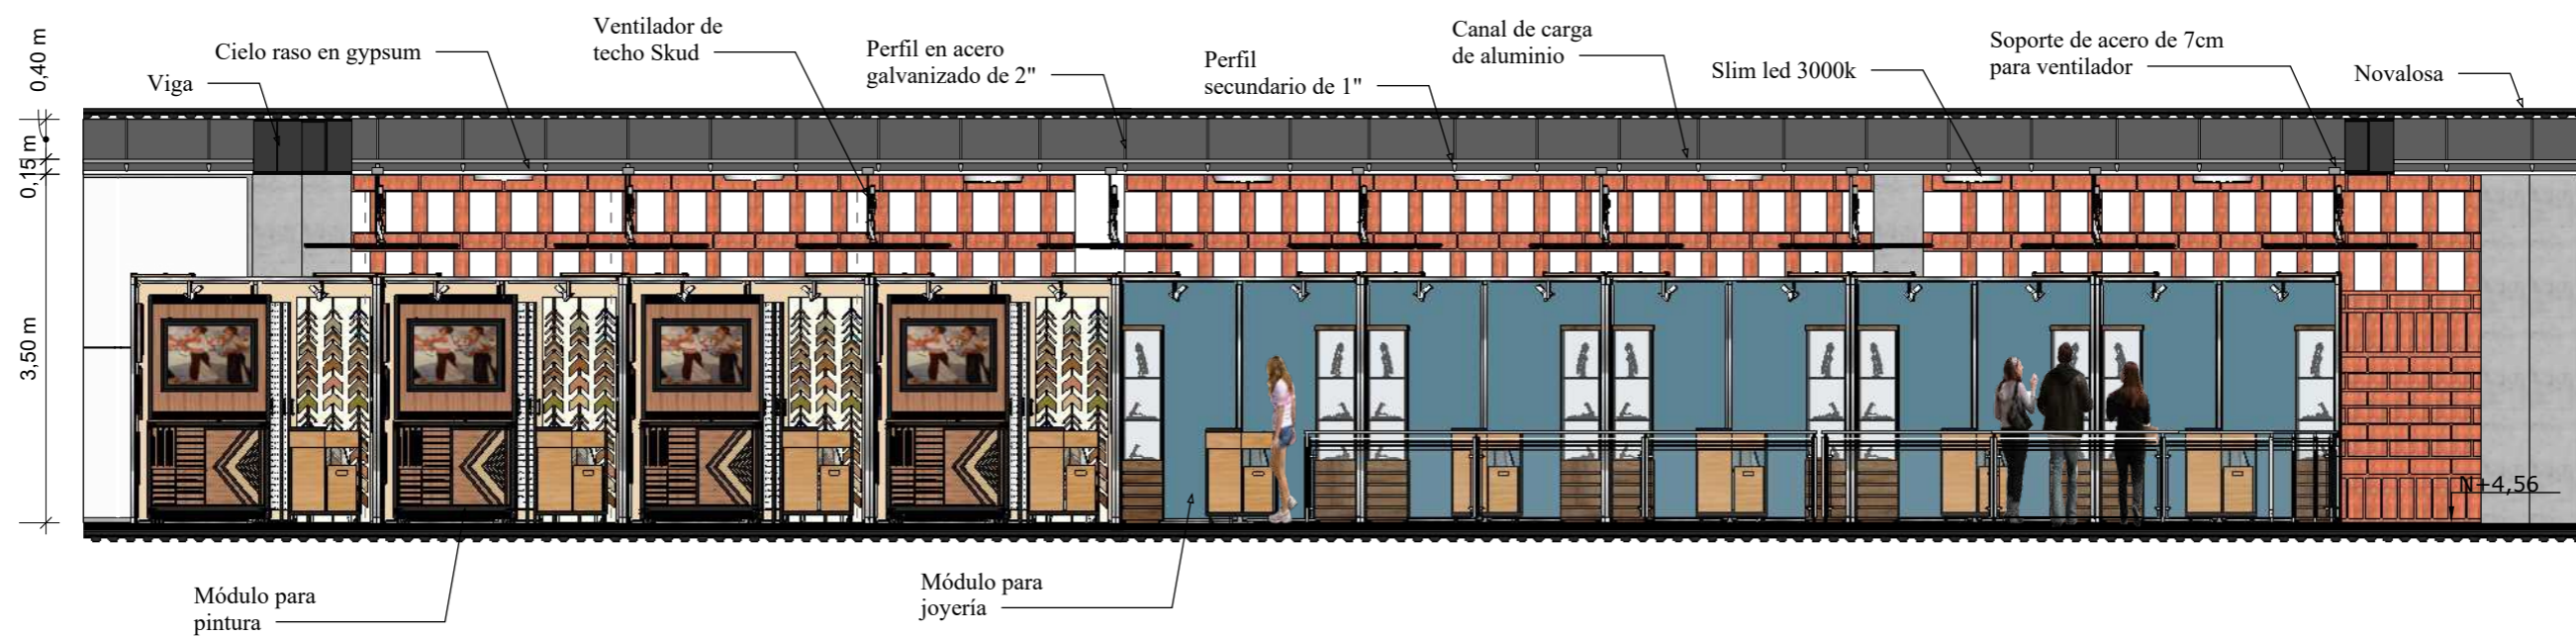 0,40 m
0,15 m
3,50 m
Viga
Cielo raso en gypsum
Ventilador de
techo Skud
Perfil en acero
galvanizado de 2"
Perfil
secundario de 1"
Canal de carga
de aluminio
Slim led 3000k
Soporte de acero de 7cm
para ventilador
Novalosa
N+4,56
Módulo para
pintura
Módulo para
joyería